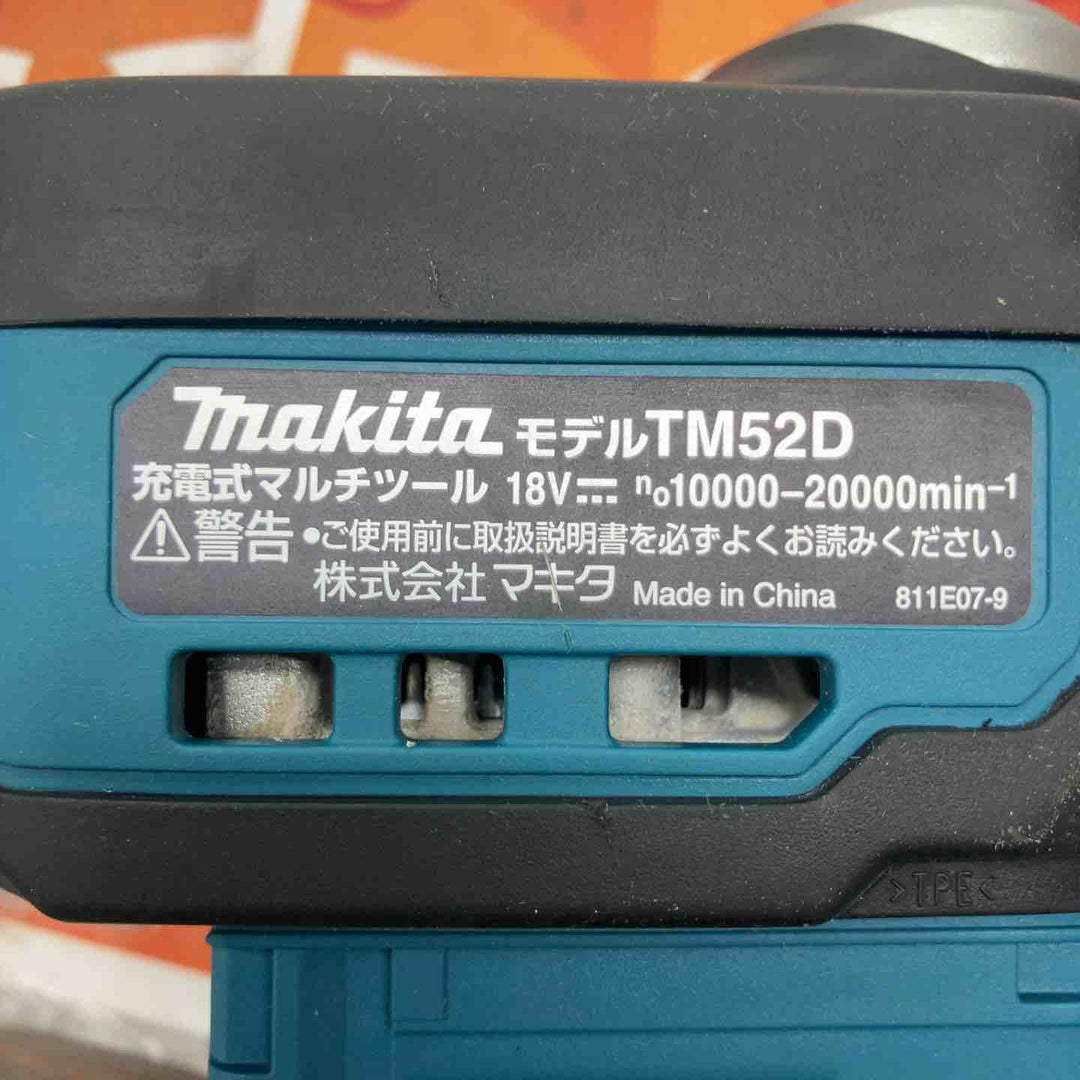 makita モデルTM52D
充電式マルチツール 18V⎓ n₀10000–20000min⁻¹
⚠警告 •ご使用前に取扱説明書を必ずよくお読みください。
株式会社マキタ Made in China 811E07-9
>TPE<